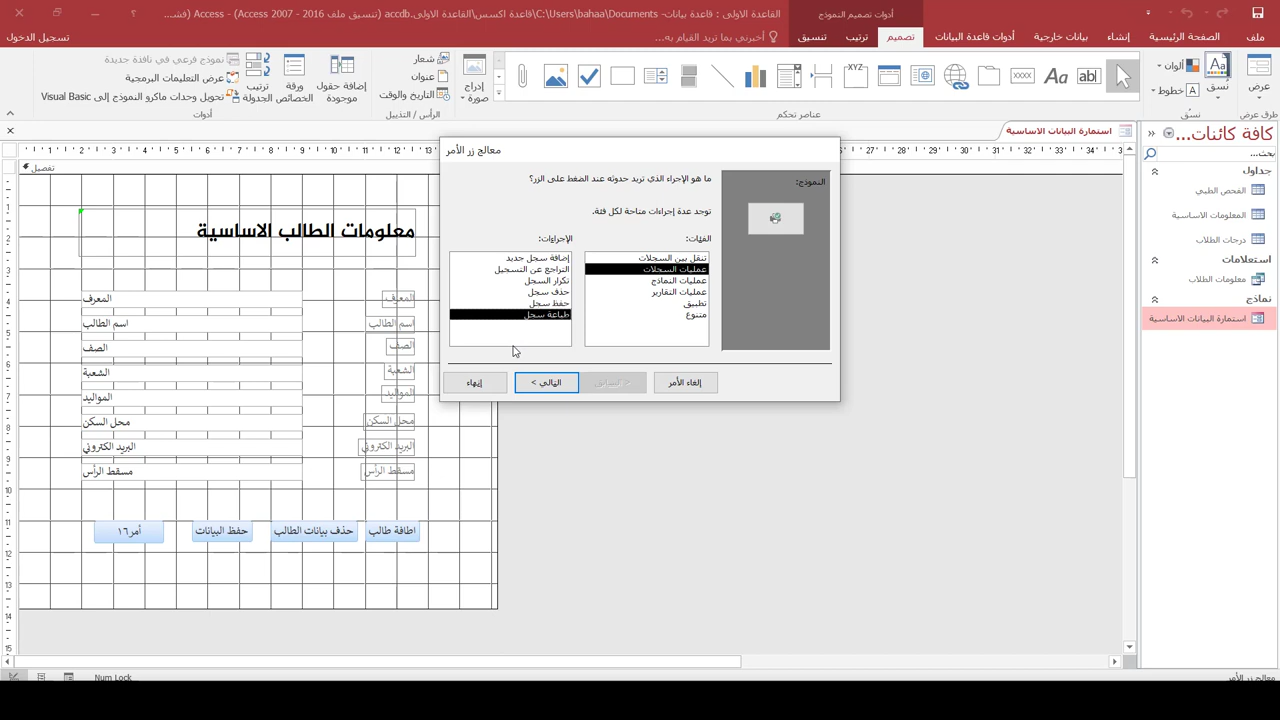 القاعدة الاولى : قاعدة بيانات- C:\Users\bahaa\Documents\قاعدة اكسس\القاعدة الاولى.accdb (تنسيق ملف Access 2007 - 2016) - Access (فش...
أدوات تصميم النموذج
ملف
الصفحة الرئيسية
إنشاء
بيانات خارجية
أدوات قاعدة البيانات
تصميم
ترتيب
تنسيق
أخبرني بما تريد القيام به...
تسجيل الدخول
عرض
طرق عرض
نسق
ألوان
خطوط
نسُق
عناصر تحكم
إدراج صورة
شعار
عنوان
التاريخ والوقت
الرأس / التذييل
إضافة حقول موجودة
ورقة الخصائص
ترتيب الجدولة
نموذج فرعي في نافذة جديدة
عرض التعليمات البرمجية
تحويل وحدات ماكرو النموذج إلى Visual Basic
أدوات
كافة كائنات...
بحث...
جداول
الفحص الطبي
المعلومات الاساسية
درجات الطلاب
استعلامات
معلومات الطلاب
نماذج
استمارة البيانات الاساسية
استمارة البيانات الاساسية
تفصيل
معلومات الطالب الاساسية
المعرف المعرف
اسم الطالب اسم الطالب
الصف الصف
الشعبة الشعبة
المواليد المواليد
محل السكن محل السكن
البريد الكتروني البريد الكتروني
مسقط الرأس مسقط الرأس
اطافة طالب
حذف بيانات الطالب
حفظ البيانات
أمر١٦
معالج زر الأمر
النموذج:
ما هو الإجراء الذي تريد حدوثه عند الضغط على الزر؟
توجد عدة إجراءات متاحة لكل فئة.
الفئات:
تنقل بين السجلات
عمليات السجلات
عمليات النماذج
عمليات التقارير
تطبيق
متنوع
الإجراءات:
إضافة سجل جديد
التراجع عن التسجيل
تكرار السجل
حذف سجل
حفظ سجل
طباعة سجل
إلغاء الأمر
< السابق
التالي >
إنهاء
معالج زر الأمر
Num Lock